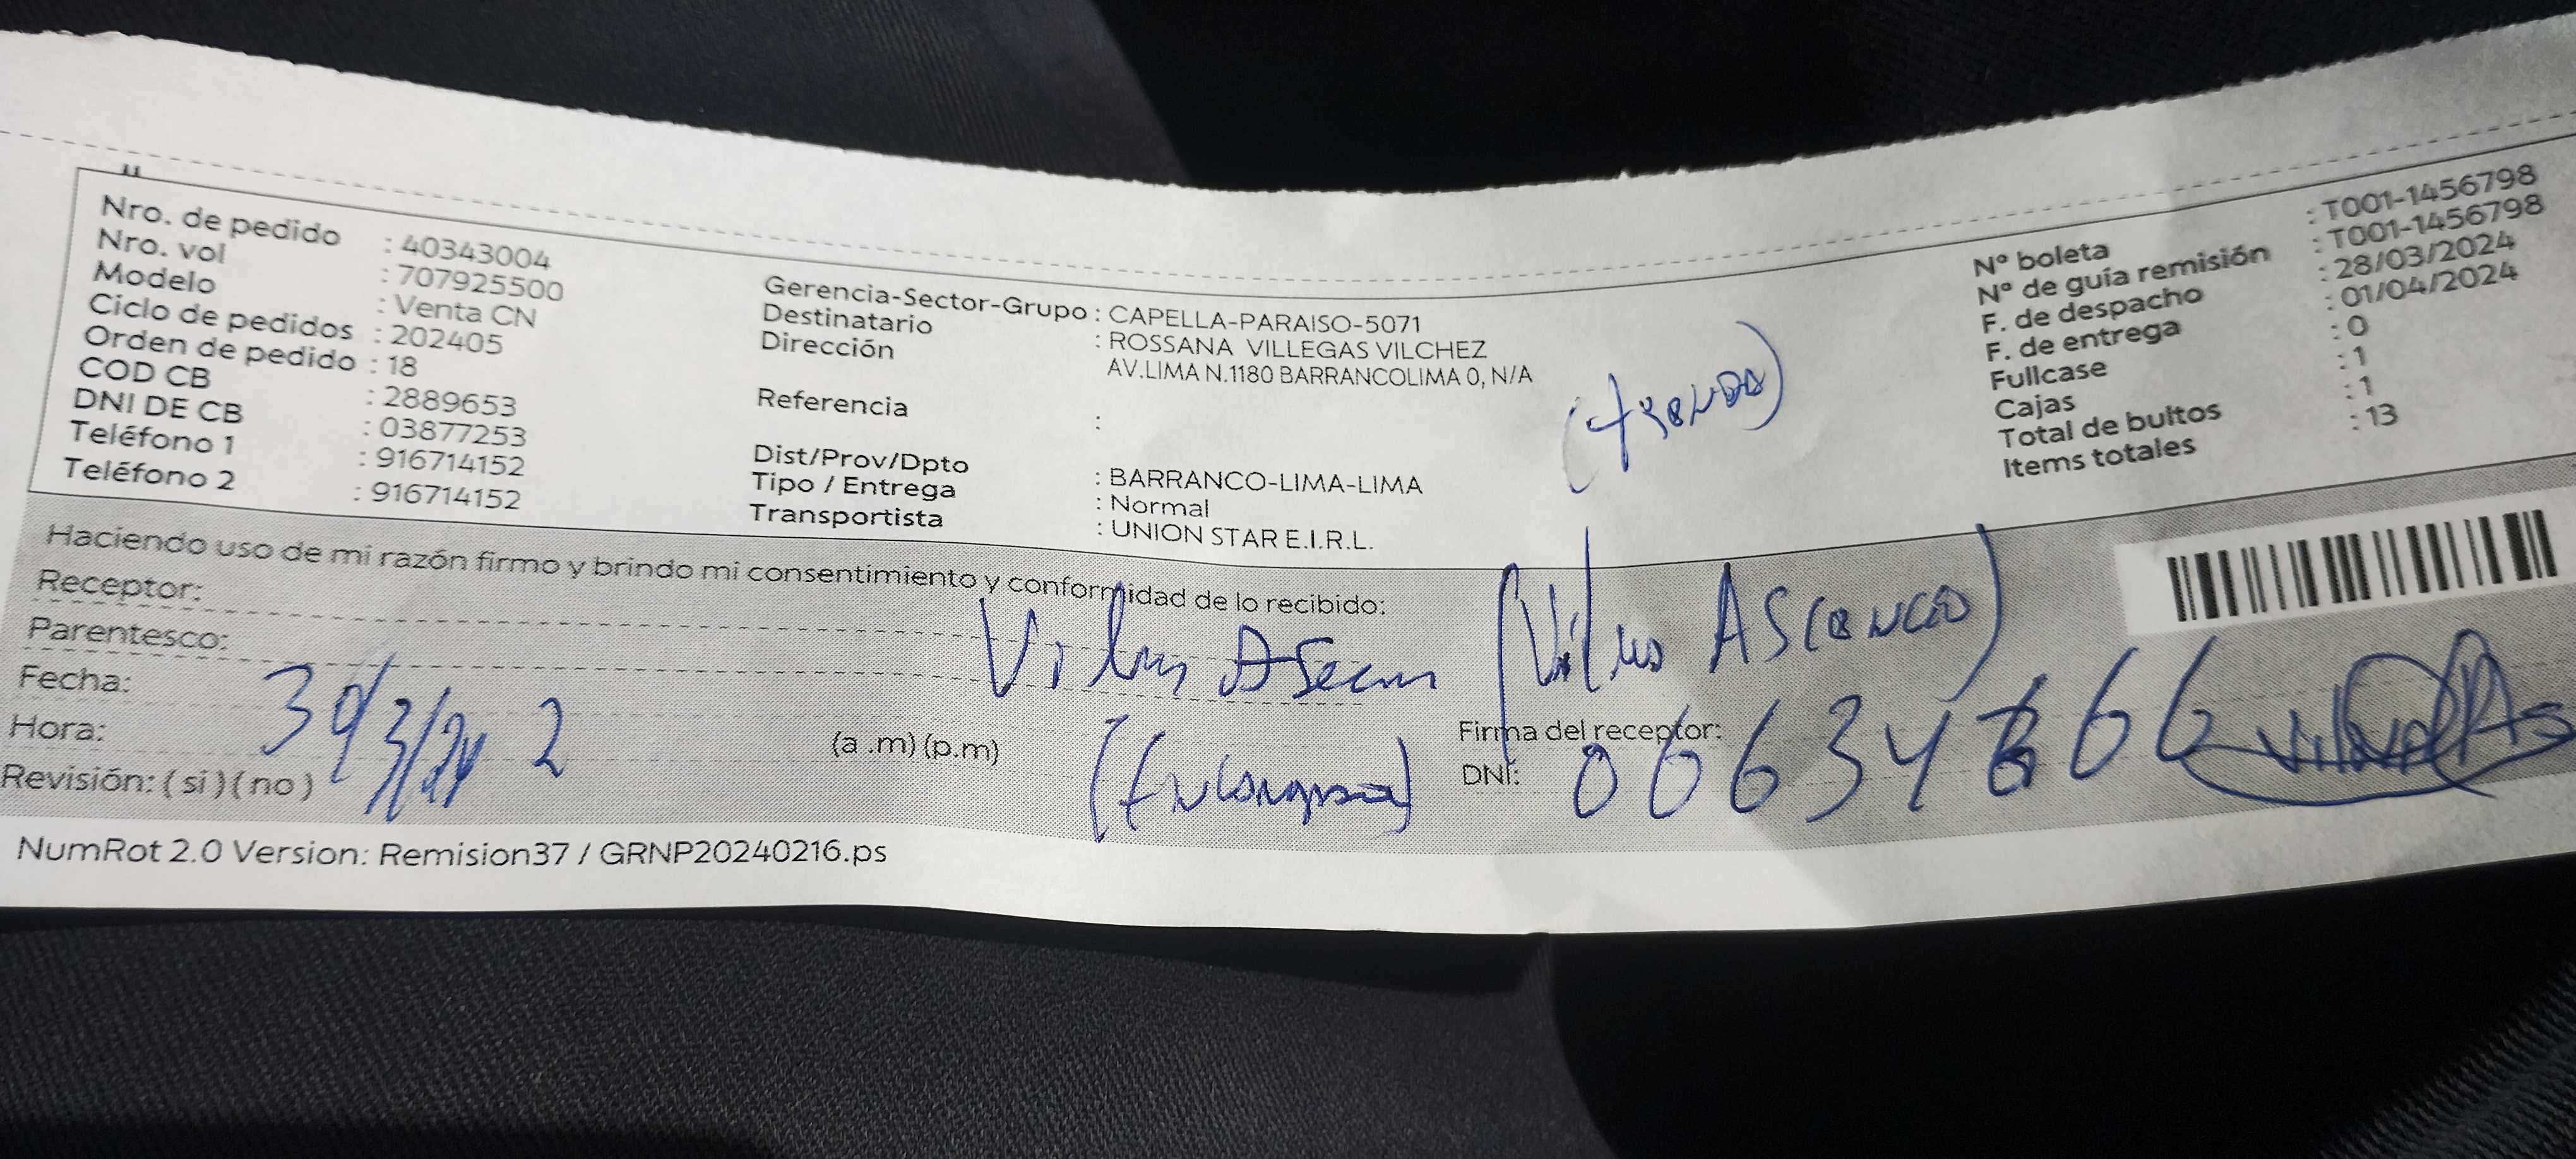 Nro. de pedido : 40343004
Nro. vol : 707925500
Modelo : Venta CN
Ciclo de pedidos : 202405
Orden de pedido : 18
COD CB : 2889653
DNI DE CB : 03877253
Teléfono 1 : 916714152
Teléfono 2 : 916714152
Gerencia-Sector-Grupo : CAPELLA-PARAISO-5071
Destinatario : ROSSANA VILLEGAS VILCHEZ
Dirección AV.LIMA N.1180 BARRANCOLIMA 0, N/A
Referencia :
Dist/Prov/Dpto : BARRANCO-LIMA-LIMA
Tipo / Entrega : Normal
Transportista : UNION STAR E.I.R.L.
N° boleta : T001-1456798
N° de guía remisión : T001-1456798
F. de despacho : 28/03/2024
F. de entrega : 01/04/2024
Fullcase : 0
Cajas : 1
Total de bultos : 1
Items totales : 13
Haciendo uso de mi razón firmo y brindo mi consentimiento y conformidad de lo recibido:
Receptor:
Parentesco:
Fecha: 30/3/24
Hora: 2 (a .m) (p.m)
Revisión: ( si ) ( no )
Firma del receptor:
DNI:
NumRot 2.0 Version: Remision37 / GRNP20240216.ps